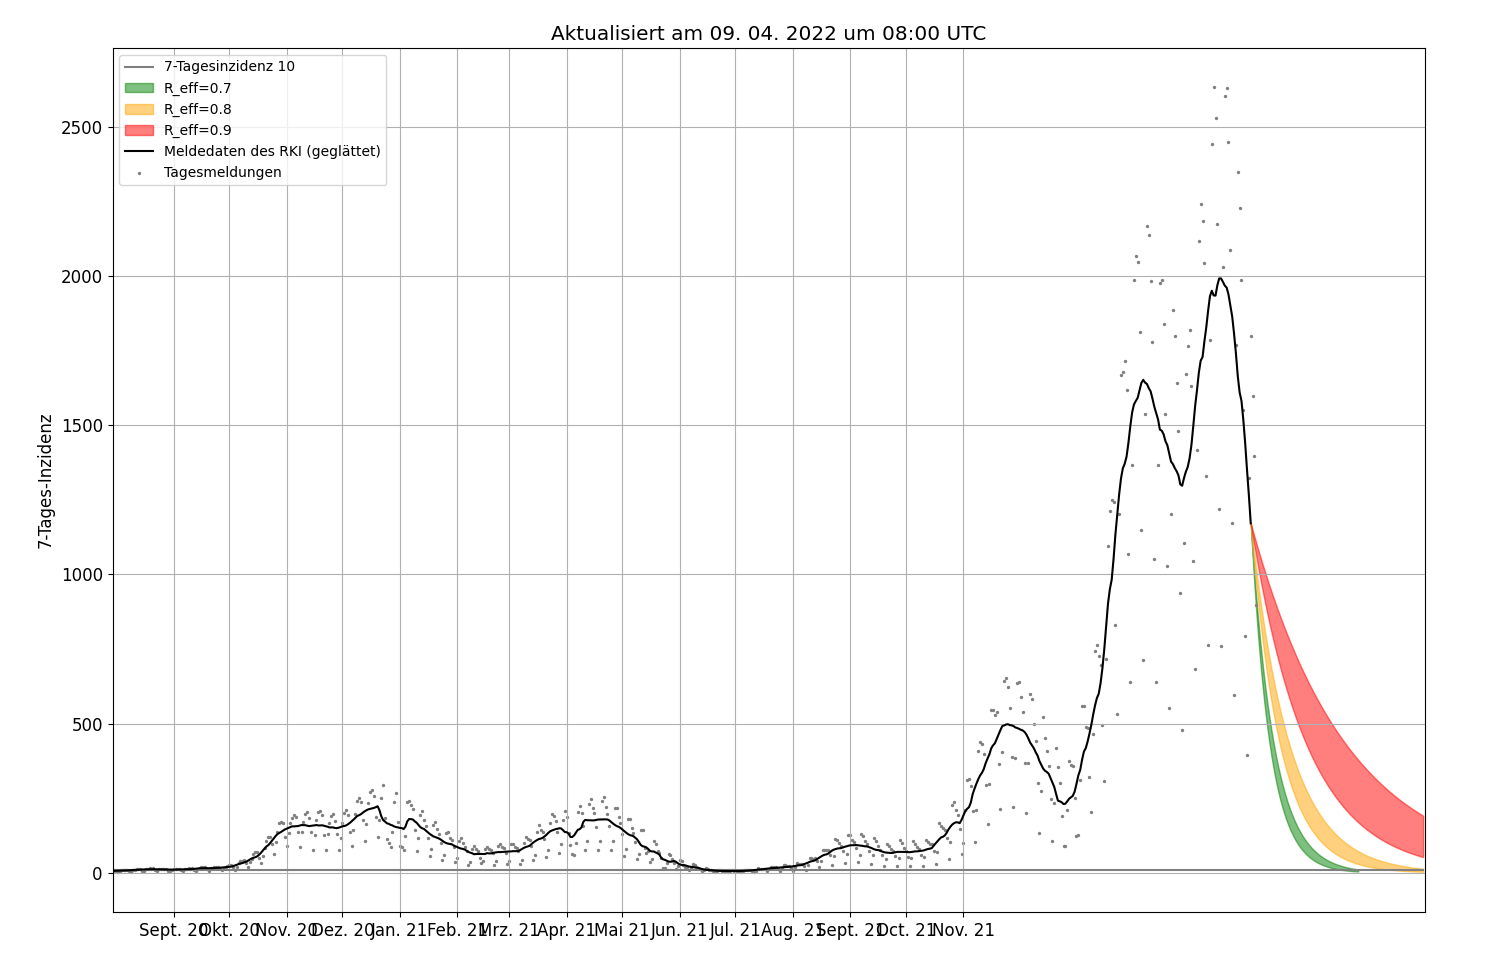 Aktualisiert am 09. 04. 2022 um 08:00 UTC
7-Tagesinzidenz 10
R_eff=0.7
R_eff=0.8
R_eff=0.9
Meldedaten des RKI (geglättet)
Tagesmeldungen
7-Tages-Inzidenz
2500
2000
1500
1000
500
0
Sept. 20 Okt. 20 Nov. 20 Dez. 20 Jan. 21 Feb. 21 Mrz. 21 Apr. 21 Mai 21 Jun. 21 Jul. 21 Aug. 21 Sept. 21 Oct. 21 Nov. 21